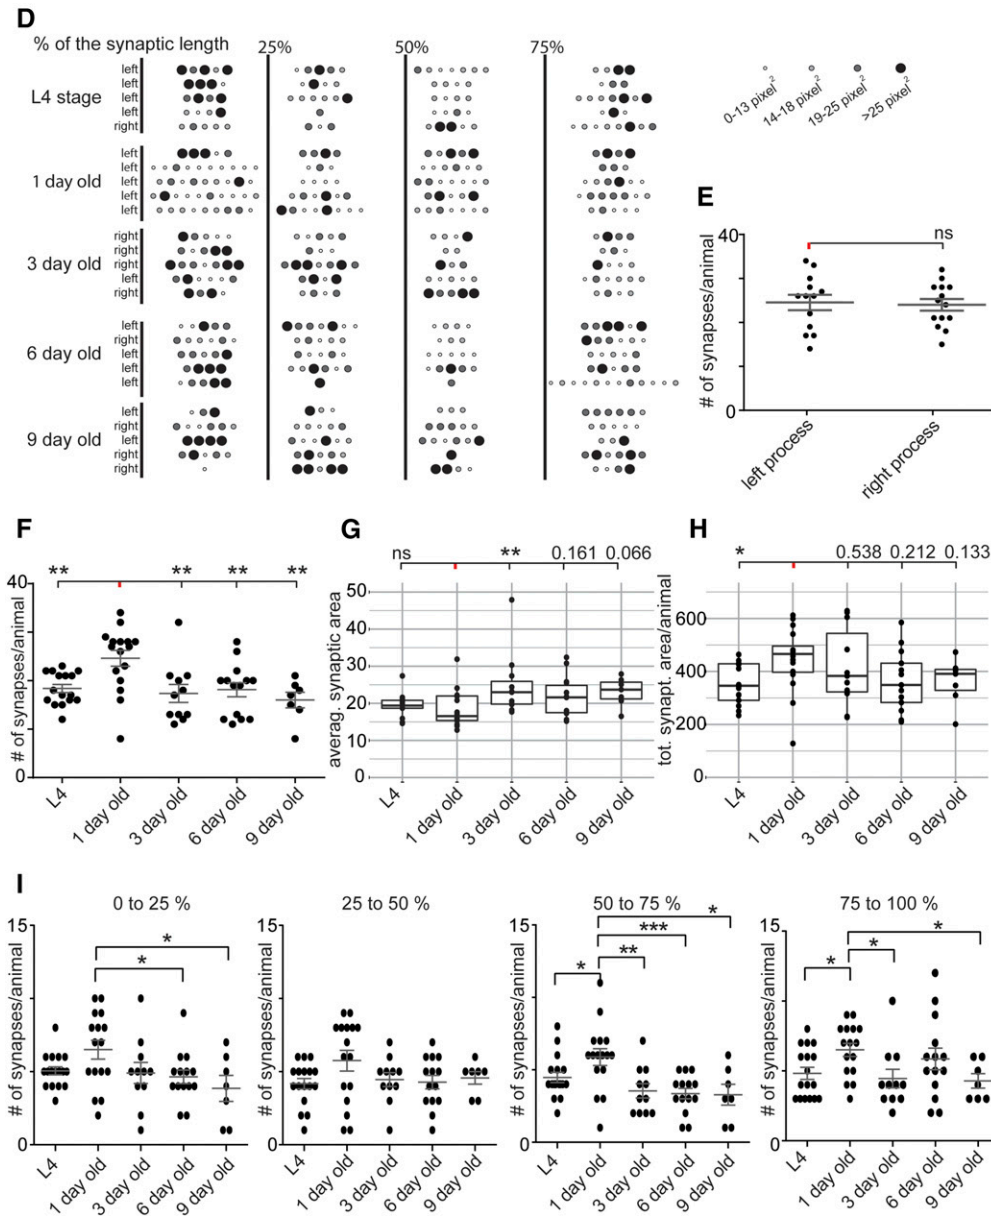 D
% of the synaptic length
25%
50%
75%
L4 stage
left
left
left
left
right
1 day old
left
left
left
left
left
3 day old
right
right
right
left
right
6 day old
left
right
left
left
left
9 day old
left
right
left
right
right
0-13 pixel²
14-18 pixel²
19-25 pixel²
>25 pixel²
E
ns
# of synapses/animal
40
20
0
left process
right process
F
** ** ** **
# of synapses/animal
40
20
0
L4
1 day old
3 day old
6 day old
9 day old
G
ns ** 0.161 0.066
averag. synaptic area
50
40
30
20
10
0
L4
1 day old
3 day old
6 day old
9 day old
H
* 0.538 0.212 0.133
tot. synapt. area/animal
600
400
200
0
L4
1 day old
3 day old
6 day old
9 day old
I
0 to 25 %
*
*
# of synapses/animal
15
0
L4
1 day old
3 day old
6 day old
9 day old
25 to 50 %
# of synapses/animal
15
0
L4
1 day old
3 day old
6 day old
9 day old
50 to 75 %
*
***
* **
# of synapses/animal
15
0
L4
1 day old
3 day old
6 day old
9 day old
75 to 100 %
*
* *
# of synapses/animal
15
0
L4
1 day old
3 day old
6 day old
9 day old